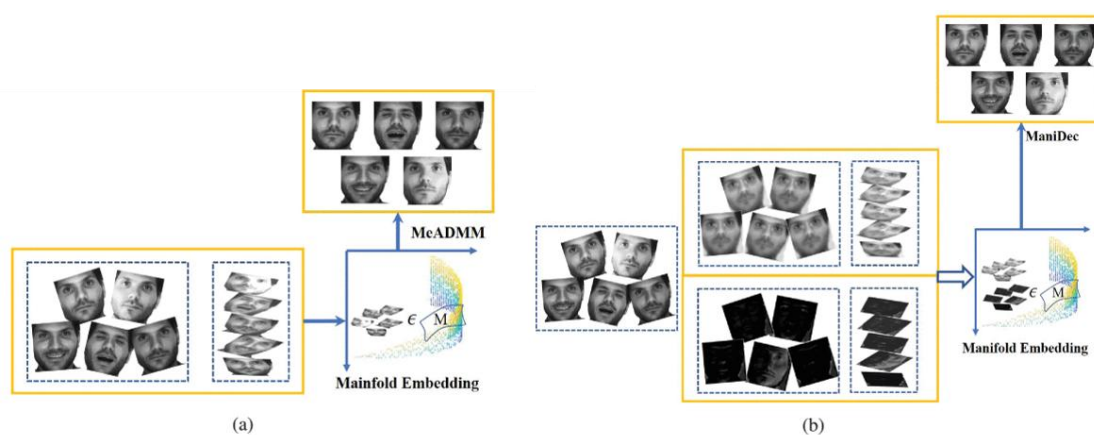 McADMM
ϵ
M
Mainfold Embedding
(a)
ManiDec
ϵ
M
Manifold Embedding
(b)